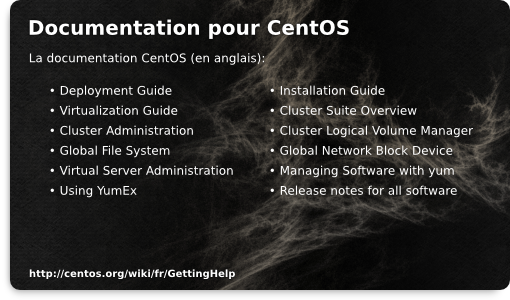 Documentation pour CentOS
La documentation CentOS (en anglais):
• Deployment Guide
• Virtualization Guide
• Cluster Administration
• Global File System
• Virtual Server Administration
• Using YumEx
• Installation Guide
• Cluster Suite Overview
• Cluster Logical Volume Manager
• Global Network Block Device
• Managing Software with yum
• Release notes for all software
http://centos.org/wiki/fr/GettingHelp